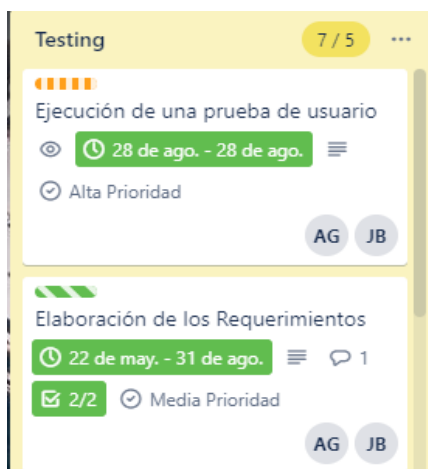 Testing 7 / 5
Ejecución de una prueba de usuario
28 de ago. - 28 de ago.
Alta Prioridad
AG JB
Elaboración de los Requerimientos
22 de may. - 31 de ago. 1
2/2 Media Prioridad
AG JB